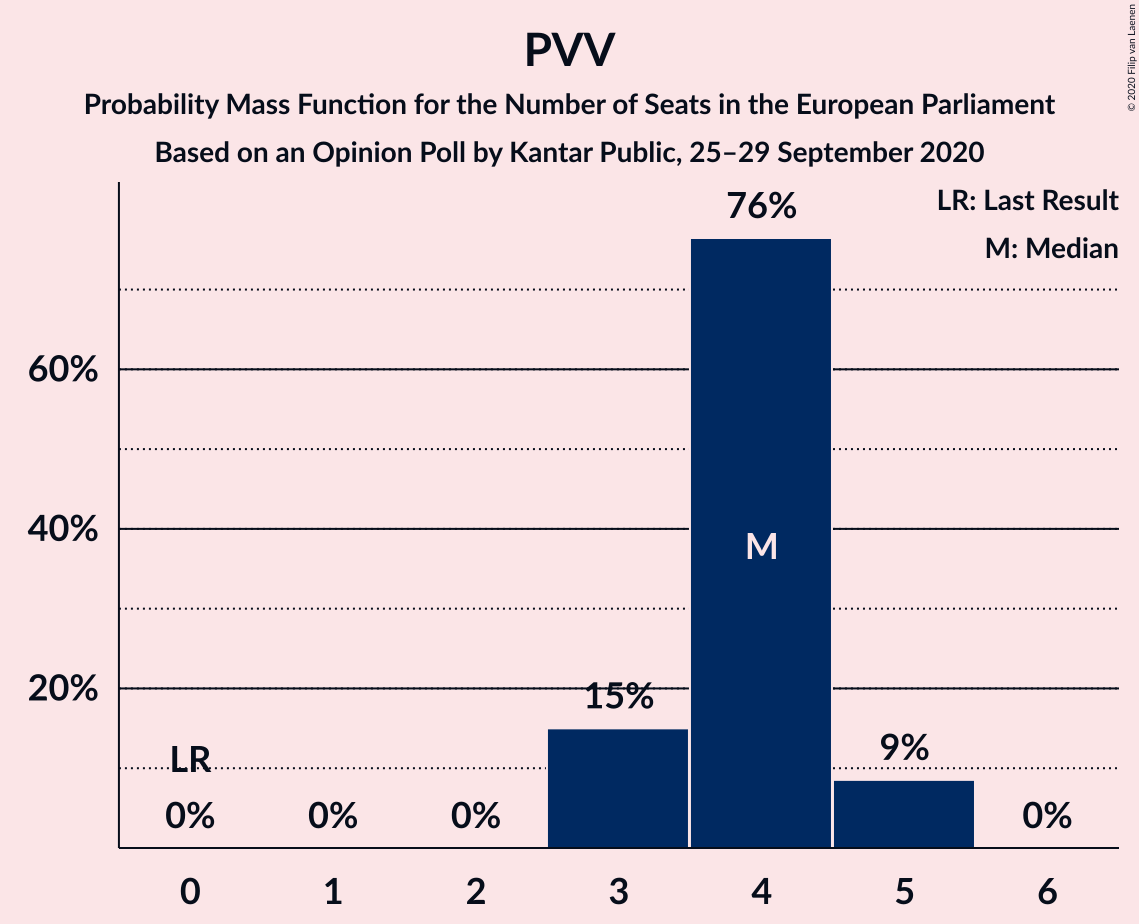 PVV
Probability Mass Function for the Number of Seats in the European Parliament
Based on an Opinion Poll by Kantar Public, 25–29 September 2020
© 2020 Filip van Laenen
LR: Last Result
M: Median
76%
60%
40%
20%
M
15%
9%
LR
0%
0%
0%
0%
0
1
2
3
4
5
6